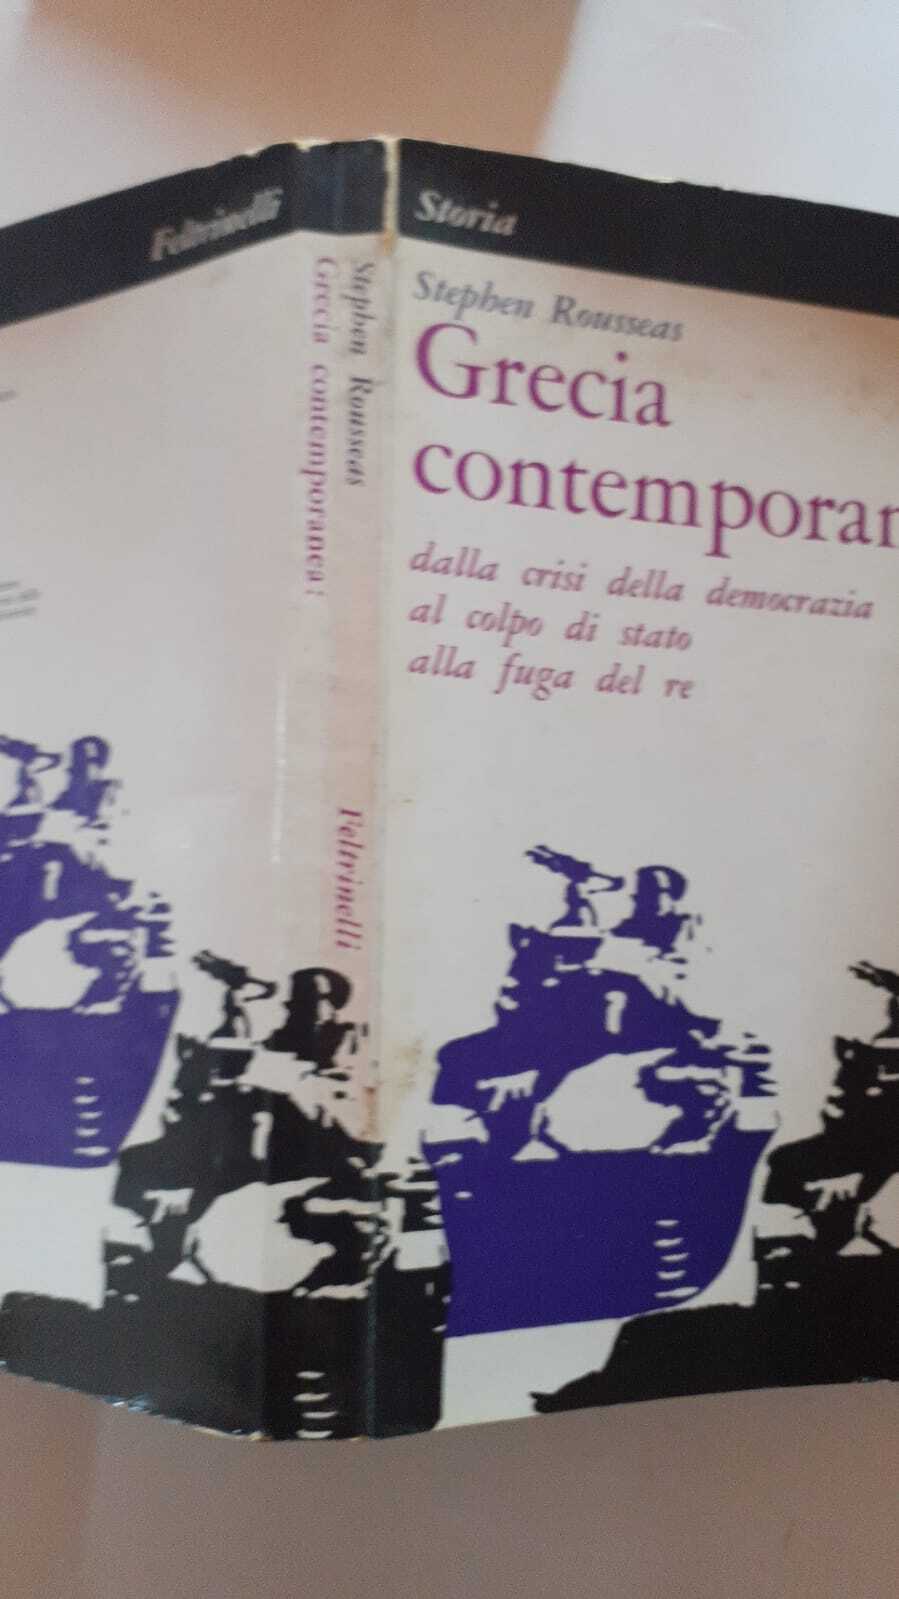 Feltrinelli
Stephen Rousseas
Grecia contemporanea:
Feltrinelli
Storia
Stephen Rousseas
Grecia
contemporan
dalla crisi della democrazia
al colpo di stato
alla fuga del re